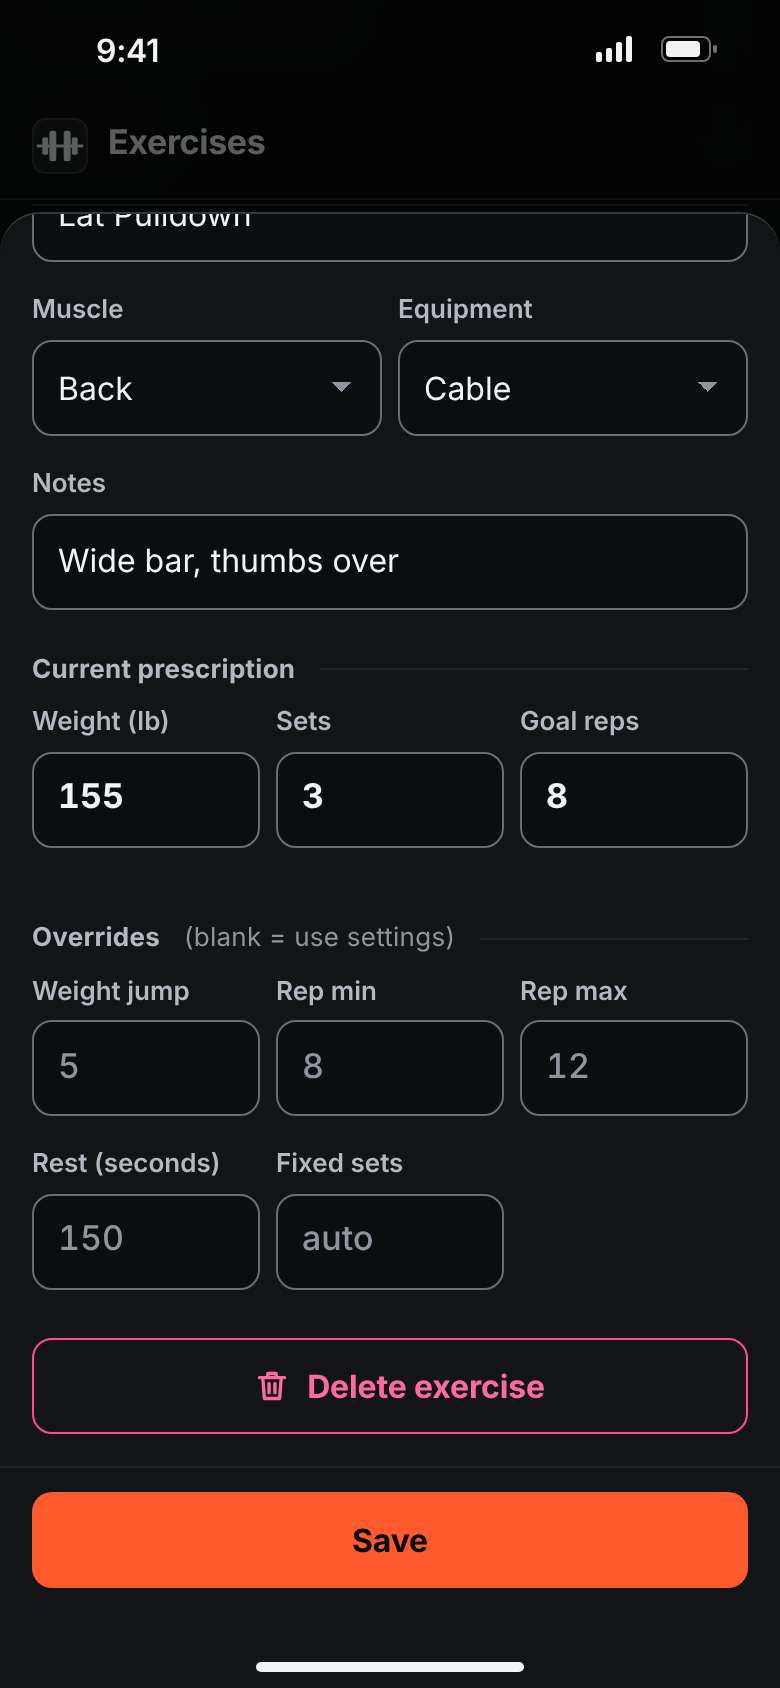 9:41
Exercises
Lat Pulldown
Muscle
Equipment
Back
Cable
Notes
Wide bar, thumbs over
Current prescription
Weight (lb)
Sets
Goal reps
155
3
8
Overrides (blank = use settings)
Weight jump
Rep min
Rep max
5
8
12
Rest (seconds)
Fixed sets
150
auto
Delete exercise
Save